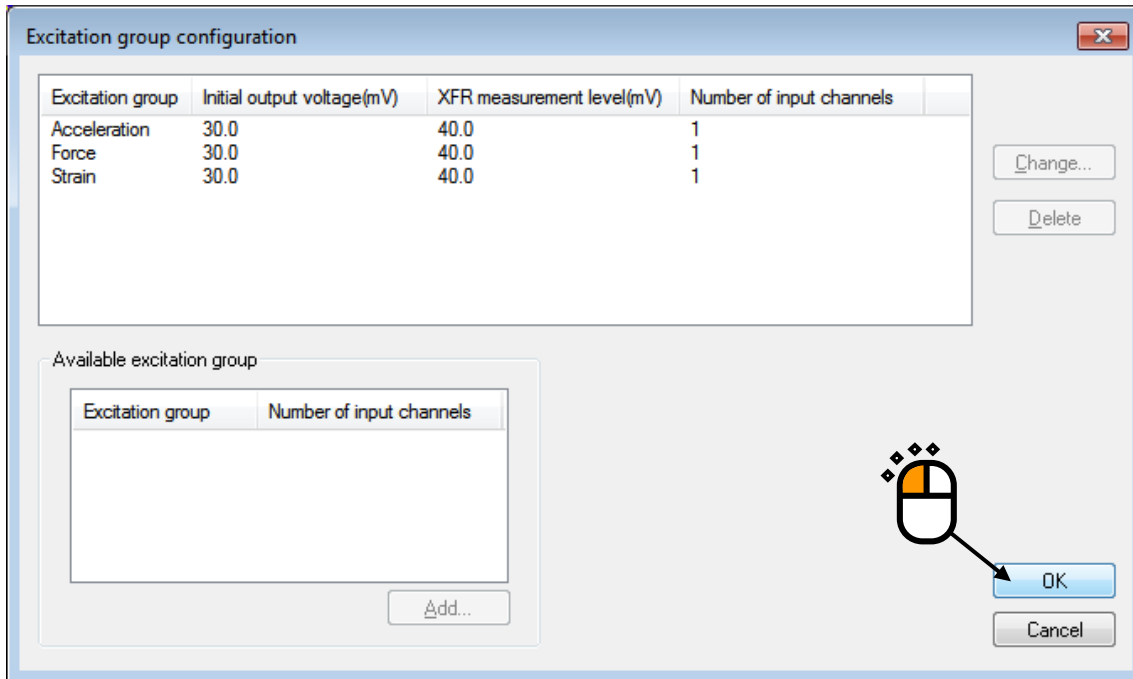 Excitation group configuration
Excitation group Initial output voltage(mV) XFR measurement level(mV) Number of input channels
Acceleration 30.0 40.0 1
Force 30.0 40.0 1
Strain 30.0 40.0 1
Change...
Delete
Available excitation group
Excitation group Number of input channels
Add...
OK
Cancel